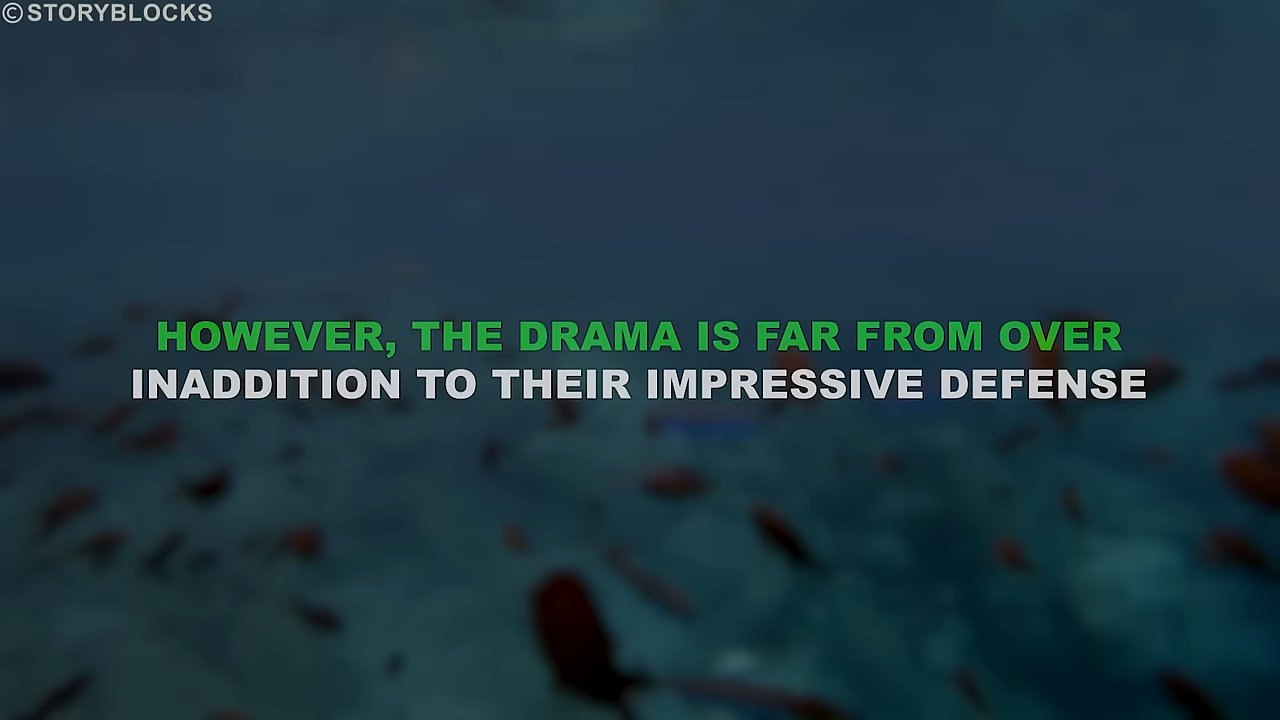 © STORYBLOCKS
HOWEVER, THE DRAMA IS FAR FROM OVER
INADDITION TO THEIR IMPRESSIVE DEFENSE